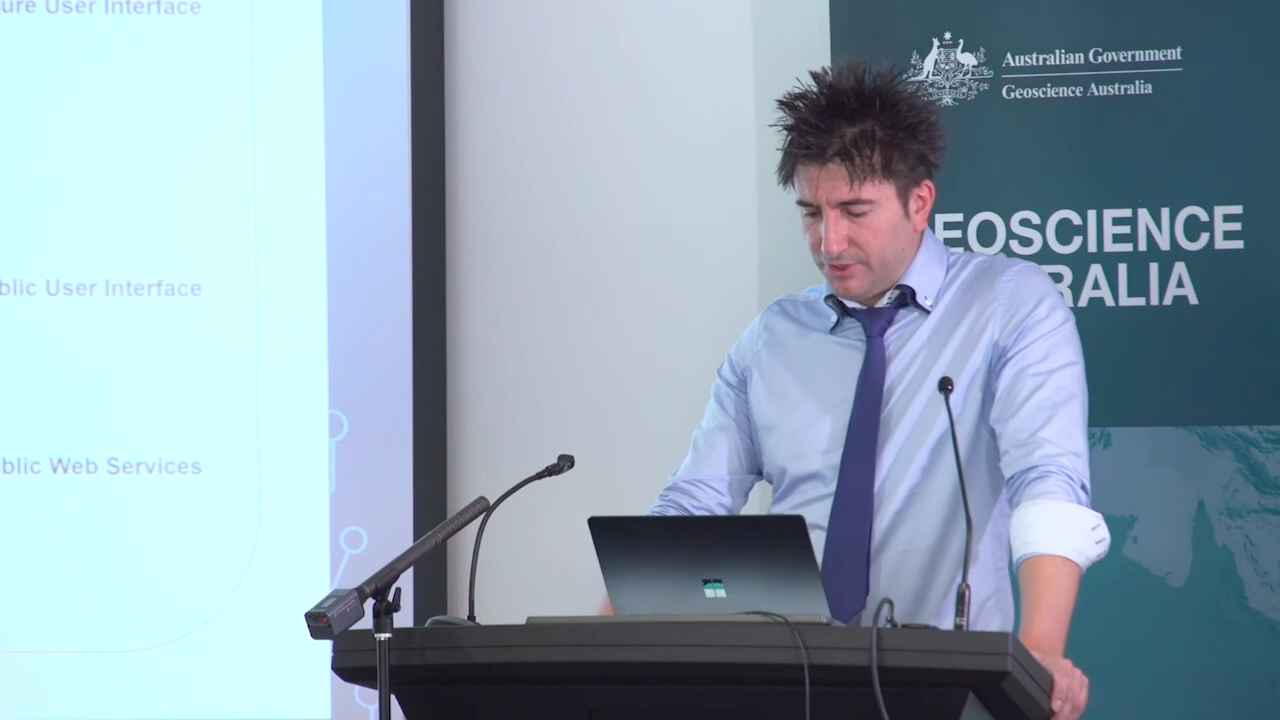 ure User Interface
blic User Interface
blic Web Services
Australian Government
Geoscience Australia
EOSCIENCE
RALIA